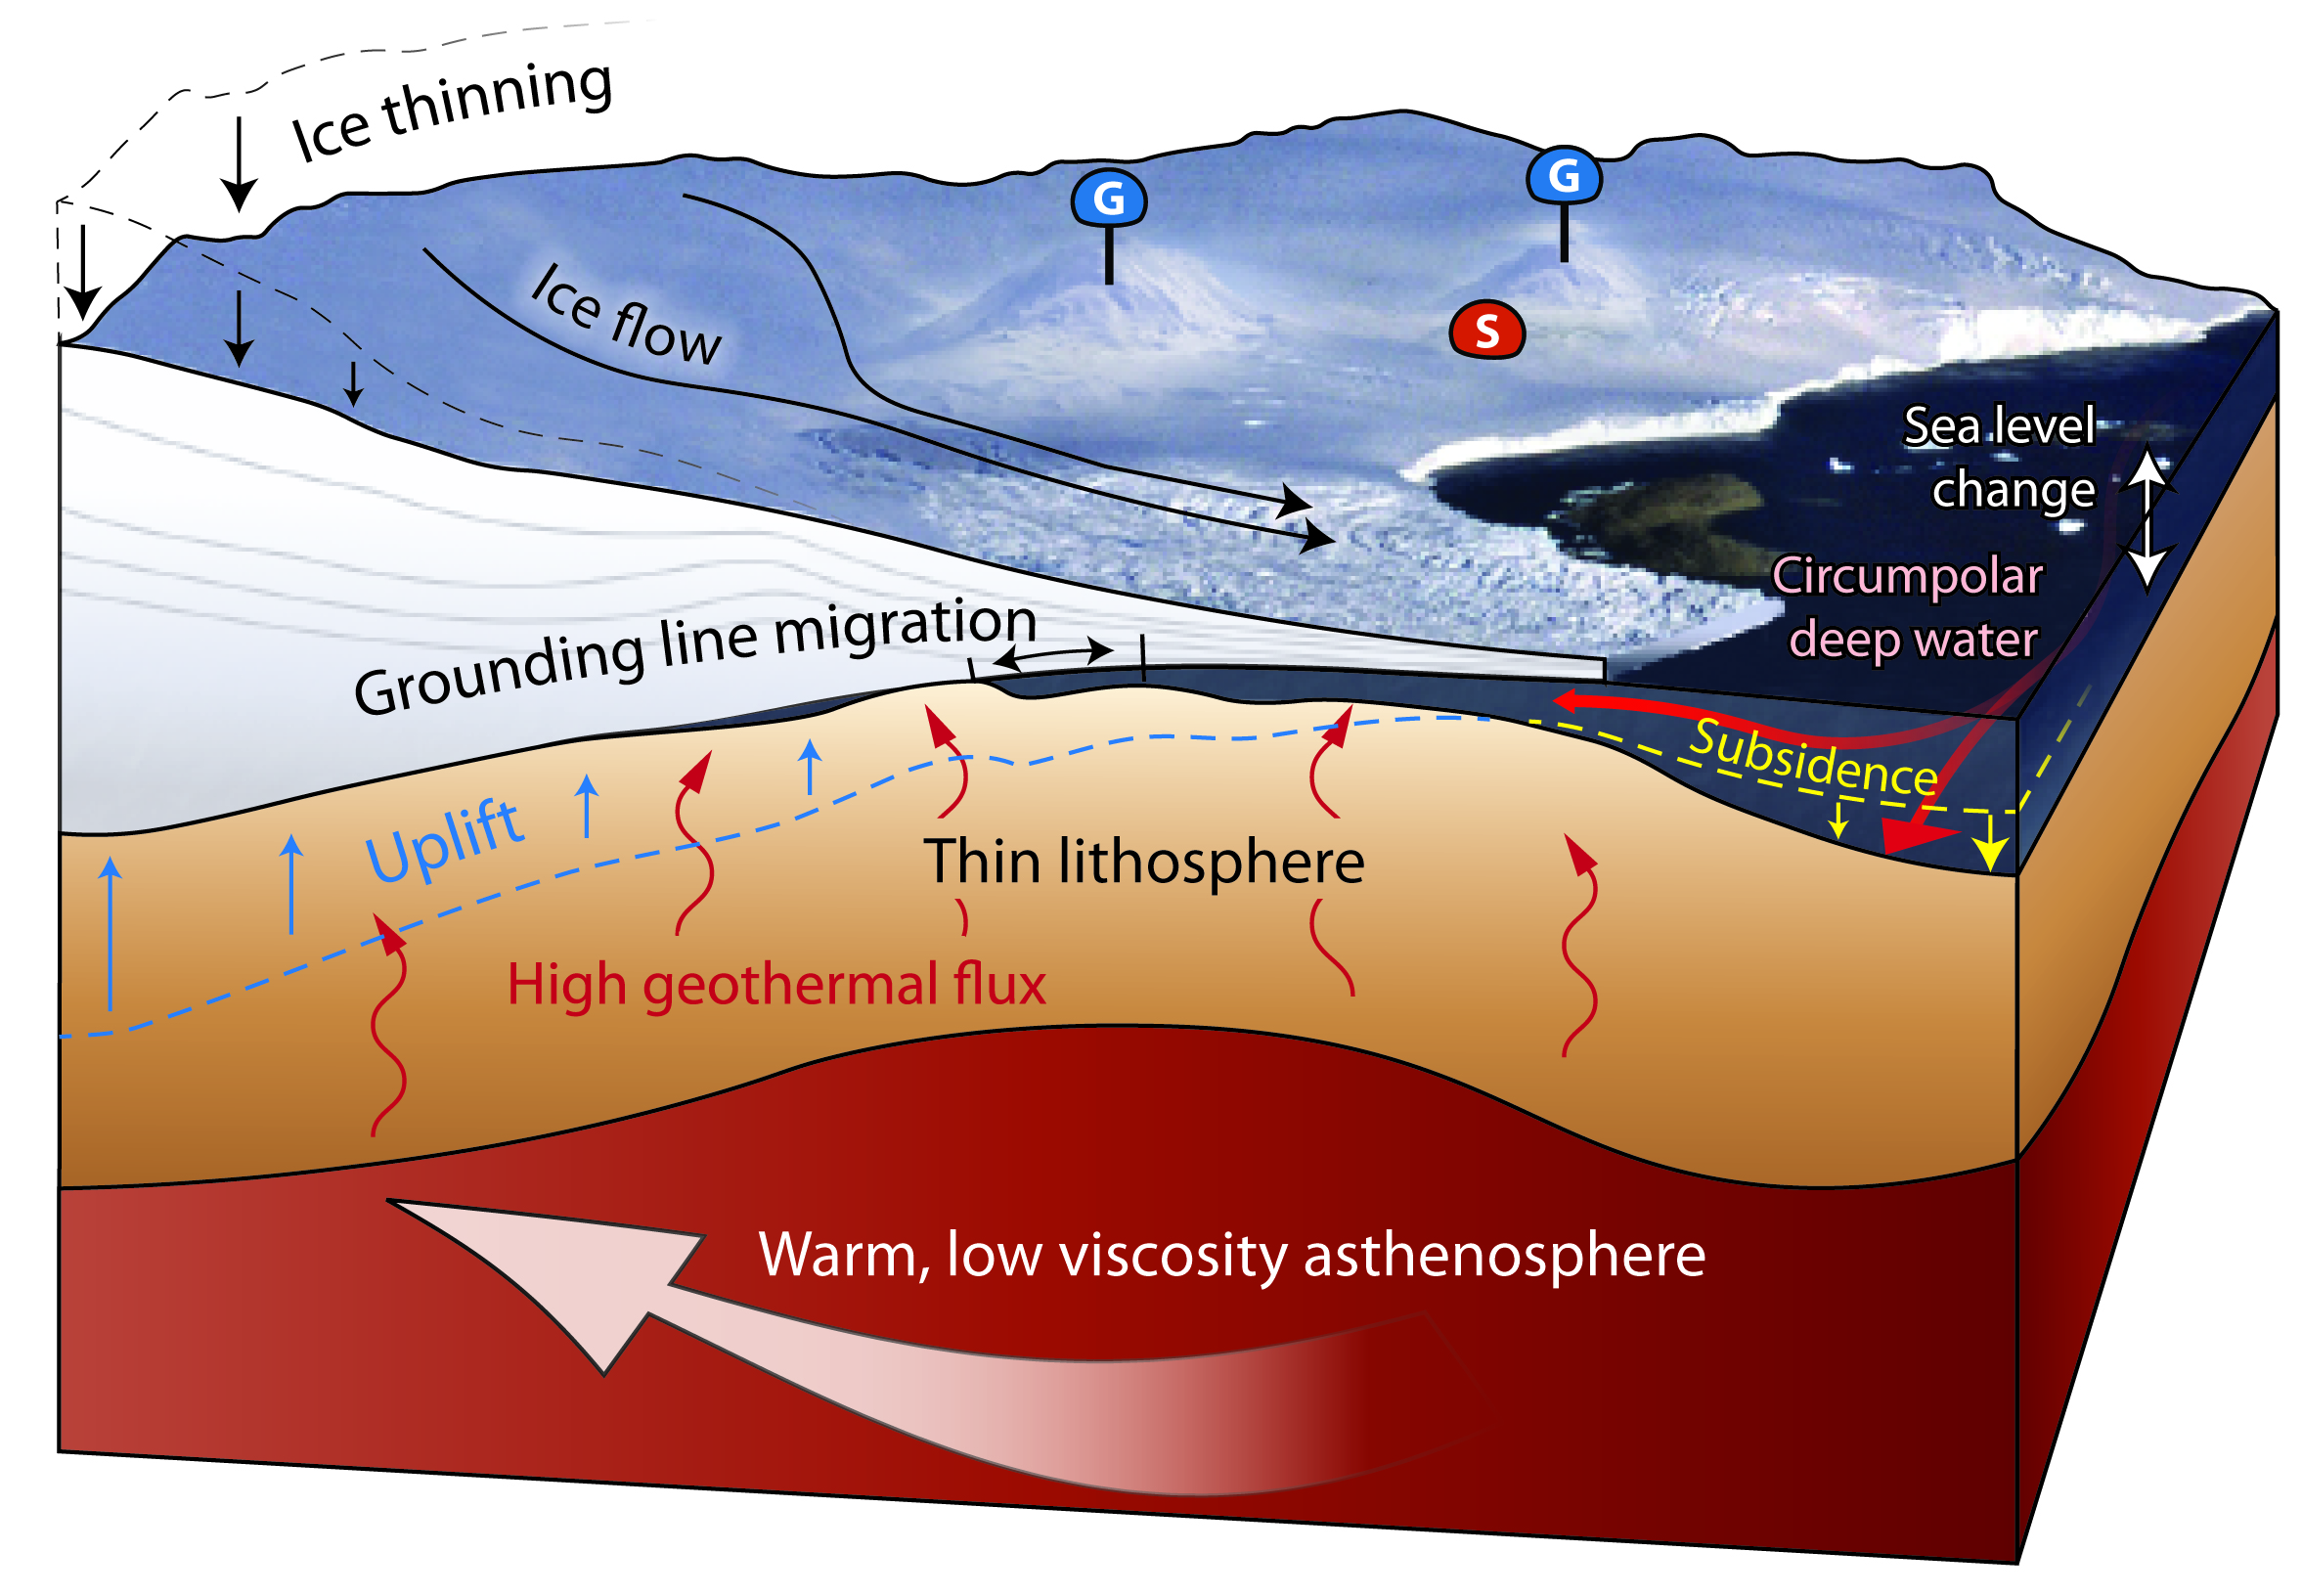 Ice thinning
G
G
Ice flow
S
Sea level
change
Circumpolar
deep water
Grounding line migration
Subsidence
Uplift
Thin lithosphere
High geothermal flux
Warm, low viscosity asthenosphere